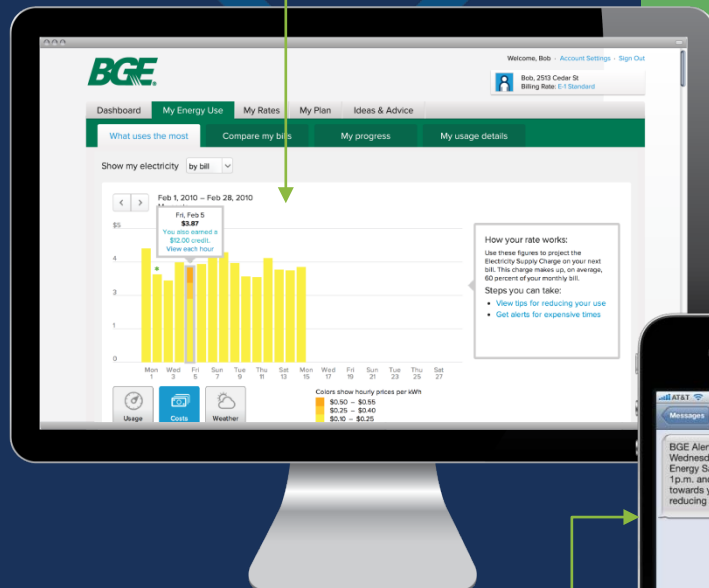 BGE
Welcome, Bob - Account Settings - Sign Out
Bob, 2513 Cedar St
Billing Rate: E-1 Standard
Dashboard My Energy Use My Rates My Plan Ideas & Advice
What uses the most Compare my bills My progress My usage details
Show my electricity by bill
Feb 1, 2010 – Feb 28, 2010
Fri, Feb 5
$3.87
You also earned a
$12.00 credit.
View each hour
$5
4
3
1
0
Mon Wed Fri Sun Tue Thu Sat Mon Wed Fri Sun Tue Thu Sat
1 3 5 7 9 11 13 15 17 19 21 23 25 27
How your rate works:
Use these figures to project the
Electricity Supply Charge on your next
bill. This charge makes up, on average,
60 percent of your monthly bill.
Steps you can take:
• View tips for reducing your use
• Get alerts for expensive times
Usage Costs Weather
Colors show hourly prices per kWh
$0.50 – $0.55
$0.25 – $0.40
$0.10 – $0.25
AT&T
Messages
BGE Aler
Wednesd
Energy Sa
1p.m. and
towards y
reducing